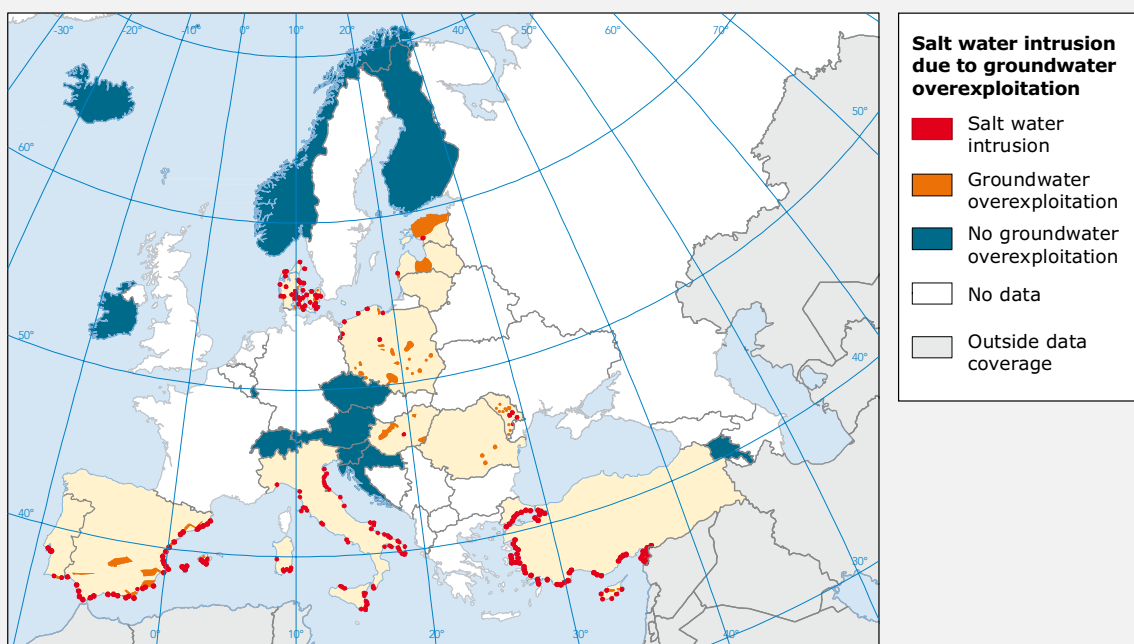 -30°
-20°
-10°
0°
10°
20°
30°
40°
50°
60°
70°
60°
50°
50°
40°
40°
30°
0°
10°
20°
30°
40°
Salt water intrusion
due to groundwater
overexploitation
Salt water
intrusion
Groundwater
overexploitation
No groundwater
overexploitation
No data
Outside data
coverage